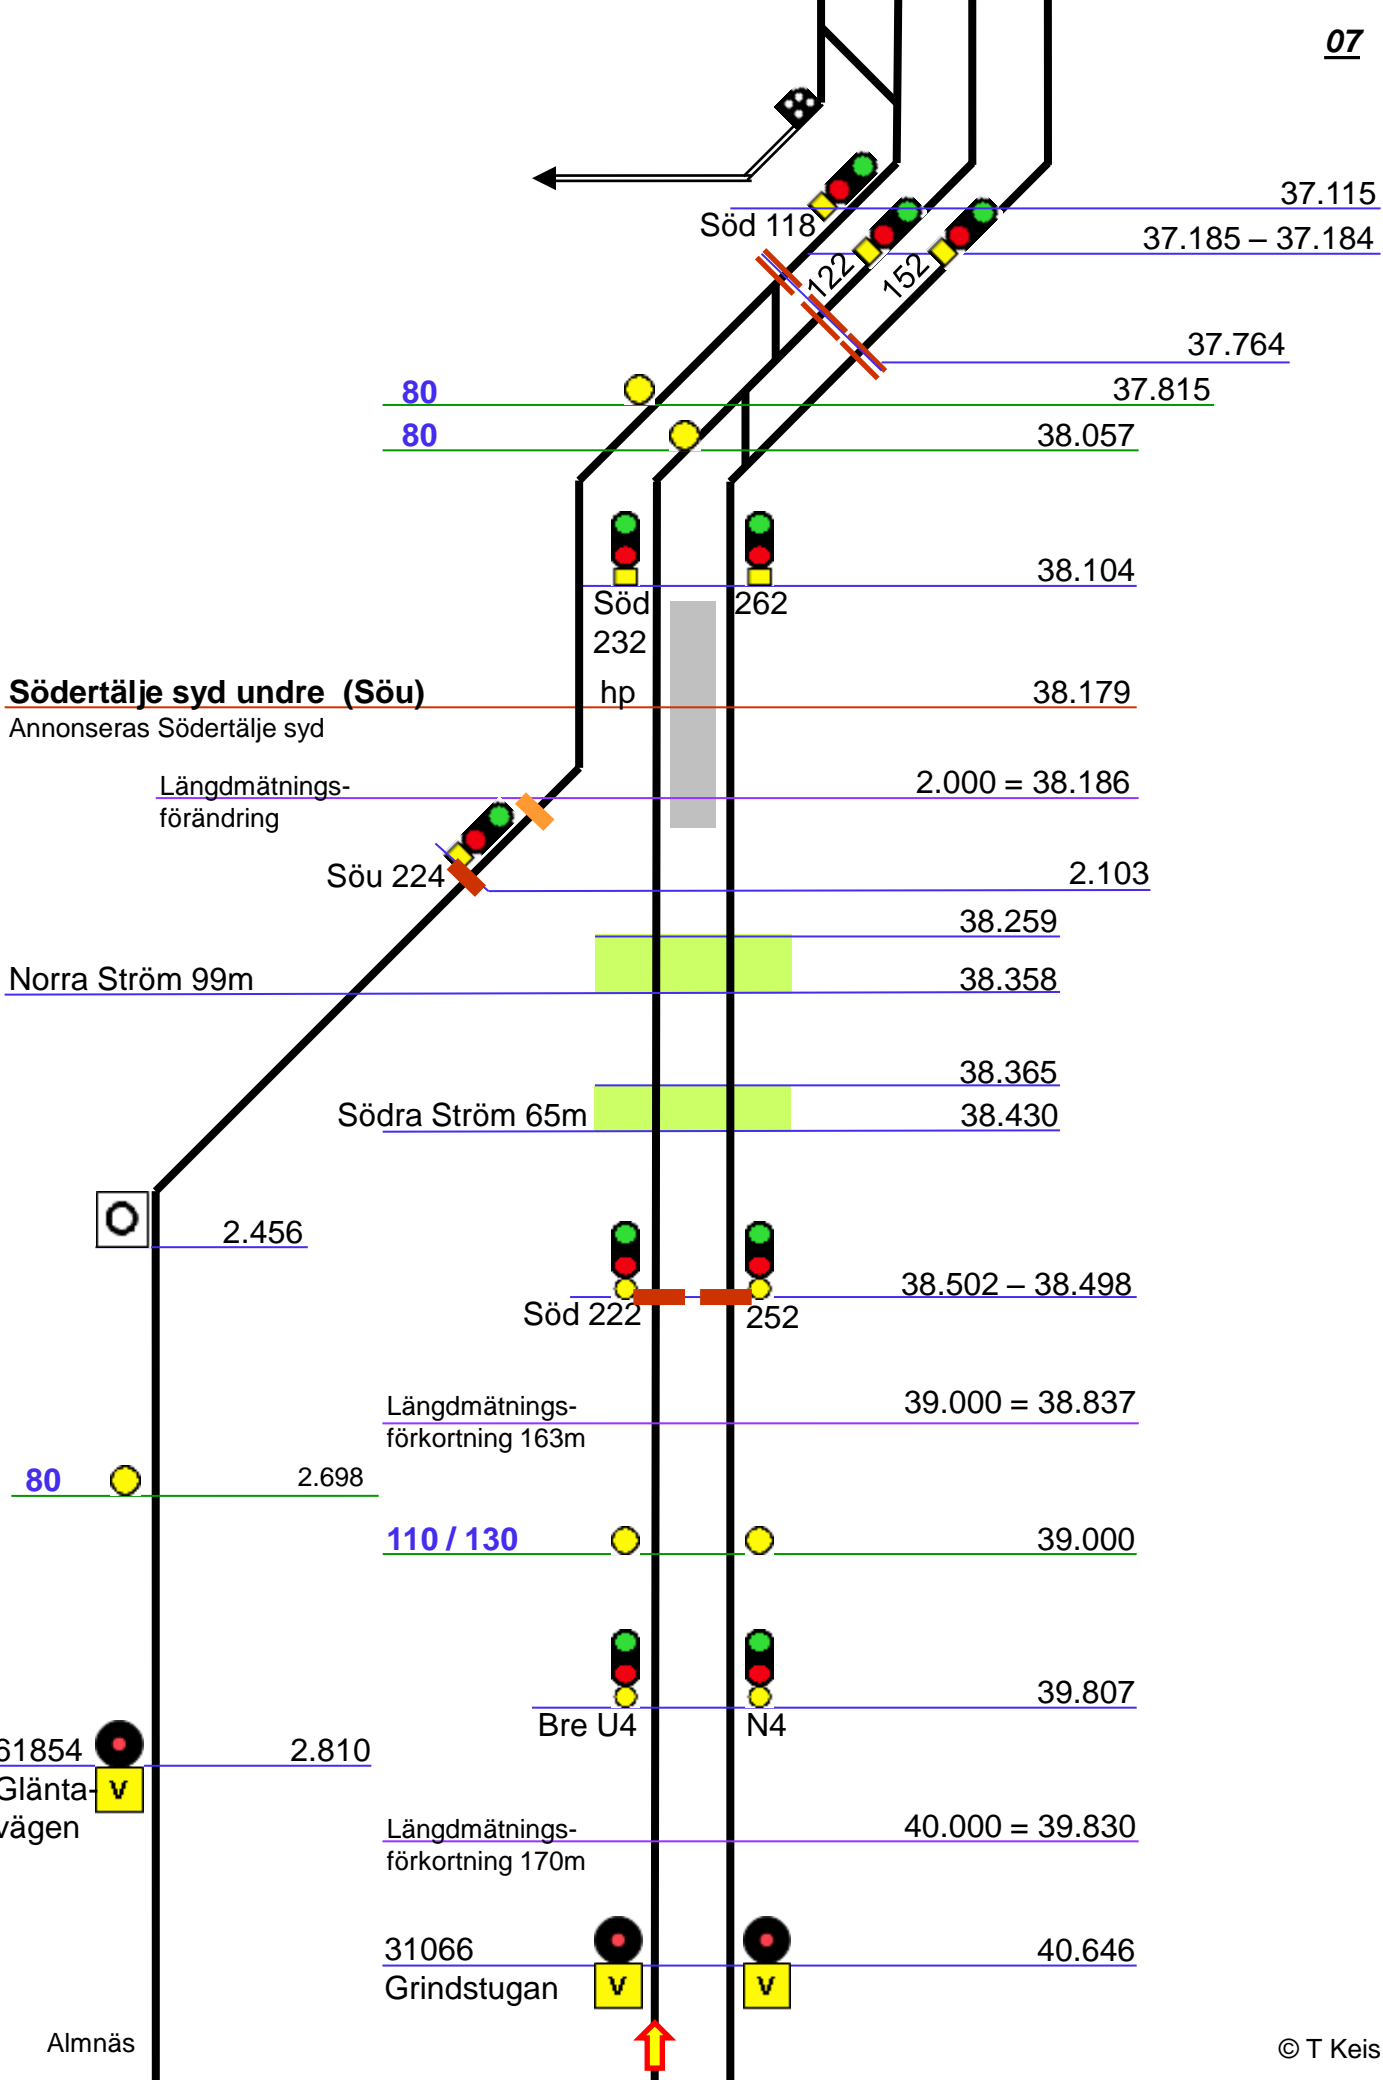 07
37.115
Söd 118
37.185 – 37.184
122
152
37.764
80
37.815
80
38.057
38.104
Söd
232
262
Södertälje syd undre (Söu)
hp
38.179
Annonseras Södertälje syd
Längdmätnings-
förändring
2.000 = 38.186
Söu 224
2.103
38.259
Norra Ström 99m
38.358
38.365
Södra Ström 65m
38.430
O
2.456
38.502 – 38.498
Söd 222
252
Längdmätnings-
förkortning 163m
39.000 = 38.837
80
2.698
110 / 130
39.000
39.807
Bre U4
N4
61854
2.810
Glänta-
vägen
V
Längdmätnings-
förkortning 170m
40.000 = 39.830
31066
40.646
Grindstugan
V
V
Almnäs
© T Keis